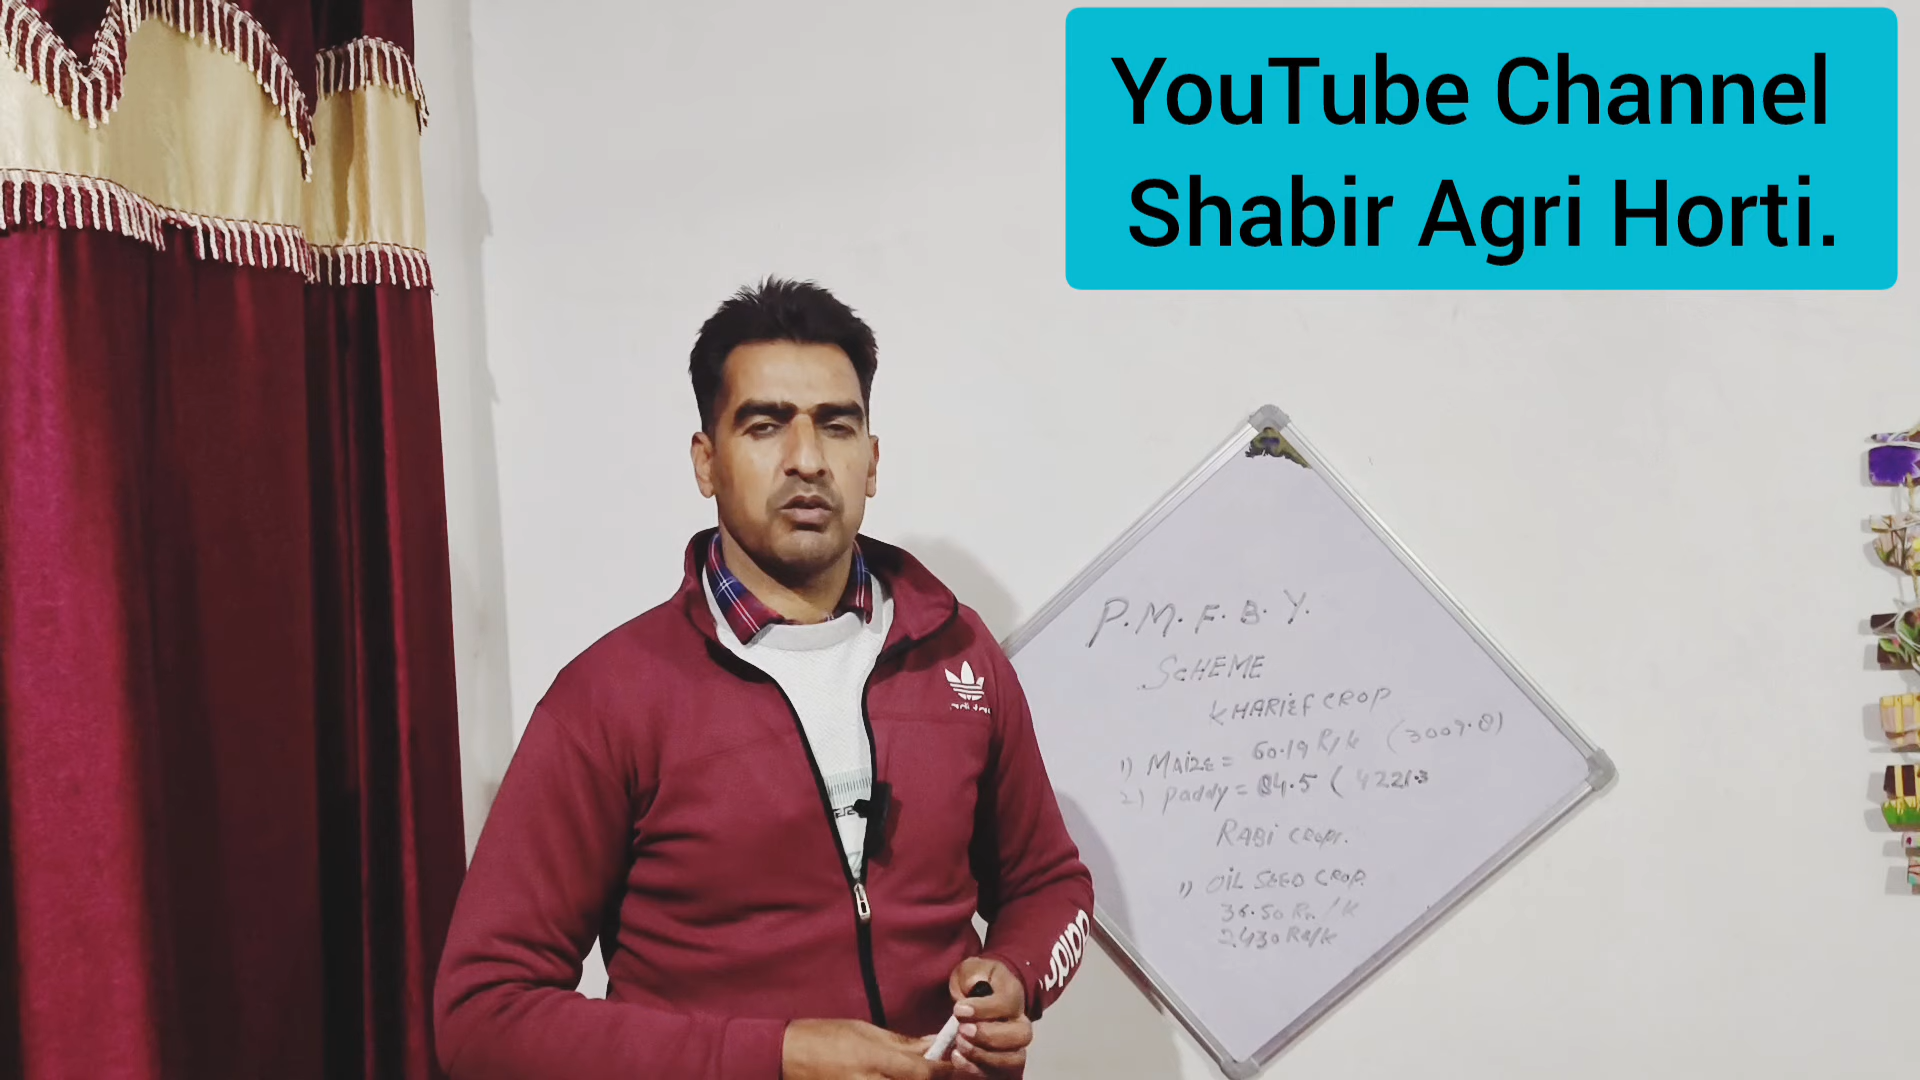 YouTube Channel
Shabir Agri Horti.
P.M.F.B.Y.
SCHEME
KHARIEF CROP
1) MAIZE = 60.19 R/k (3009.8)
2) Paddy = 84.5 ( 4221.3
RABI CROPS.
1) OIL SEED CROP.
36.50 Rs/K
2430 Rs/k